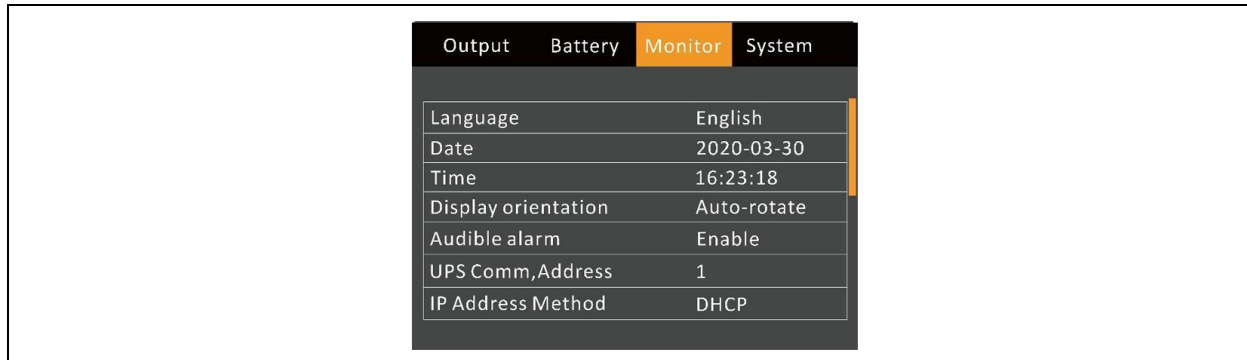 Output Battery Monitor System
Language English
Date 2020-03-30
Time 16:23:18
Display orientation Auto-rotate
Audible alarm Enable
UPS Comm,Address 1
IP Address Method DHCP